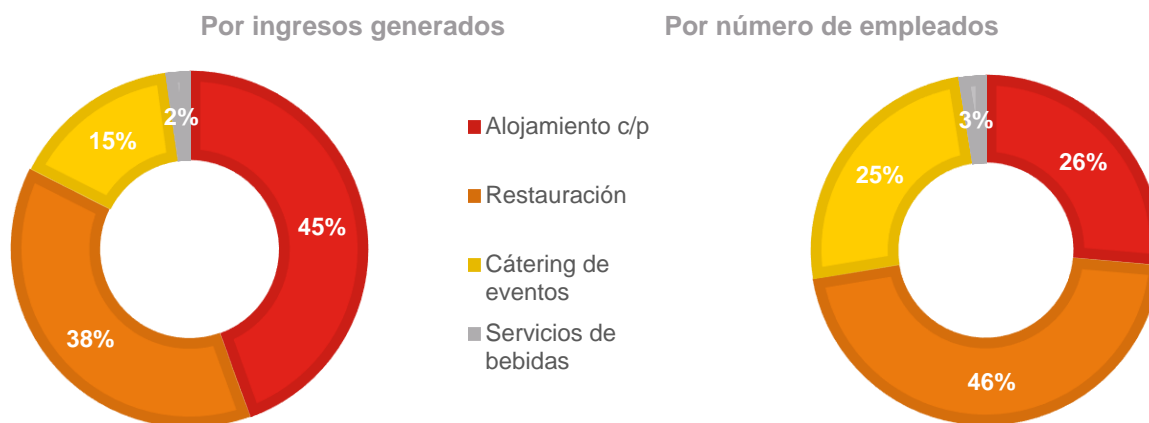 Por ingresos generados
Por número de empleados
2%
15%
45%
38%
Alojamiento c/p
Restauración
Cátering de
eventos
Servicios de
bebidas
3%
26%
25%
46%